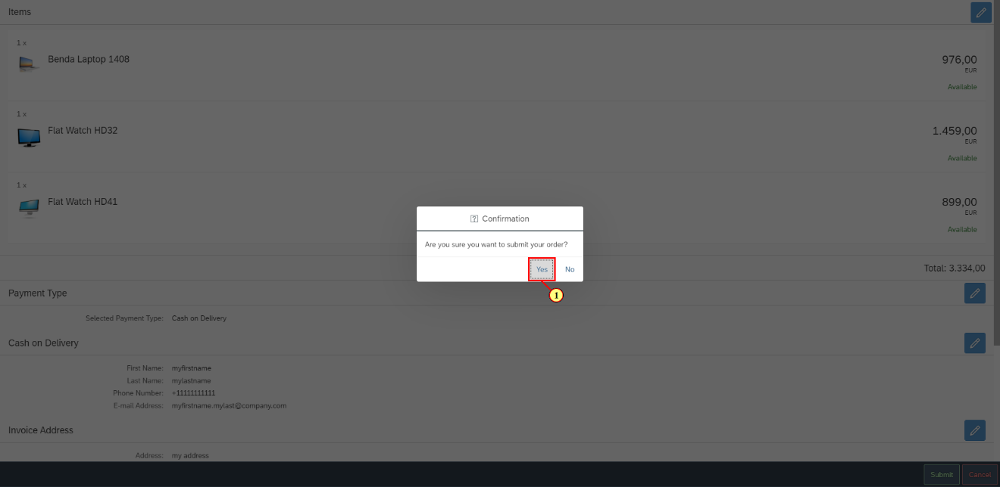 Items
1 x
Benda Laptop 1408
976,00
EUR
Available
1 x
Flat Watch HD32
1.459,00
EUR
Available
1 x
Flat Watch HD41
899,00
EUR
Available
? Confirmation
Are you sure you want to submit your order?
Yes No
1
Total: 3.334,00
Payment Type
Selected Payment Type: Cash on Delivery
Cash on Delivery
First Name: myfirstname
Last Name: mylastname
Phone Number: +11111111111
E-mail Address: myfirstname.mylast@company.com
Invoice Address
Address: my address
Submit Cancel